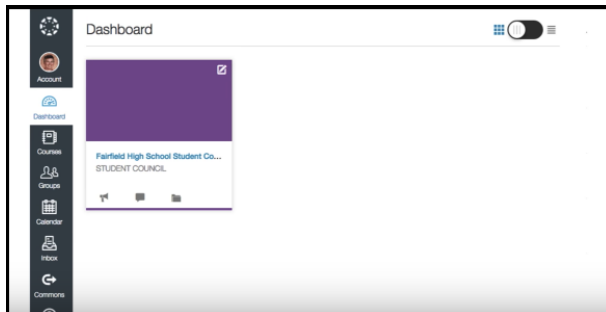 Dashboard
Account
Dashboard
Courses
Groups
Calendar
Inbox
Commons
Fairfield High School Student Co...
STUDENT COUNCIL